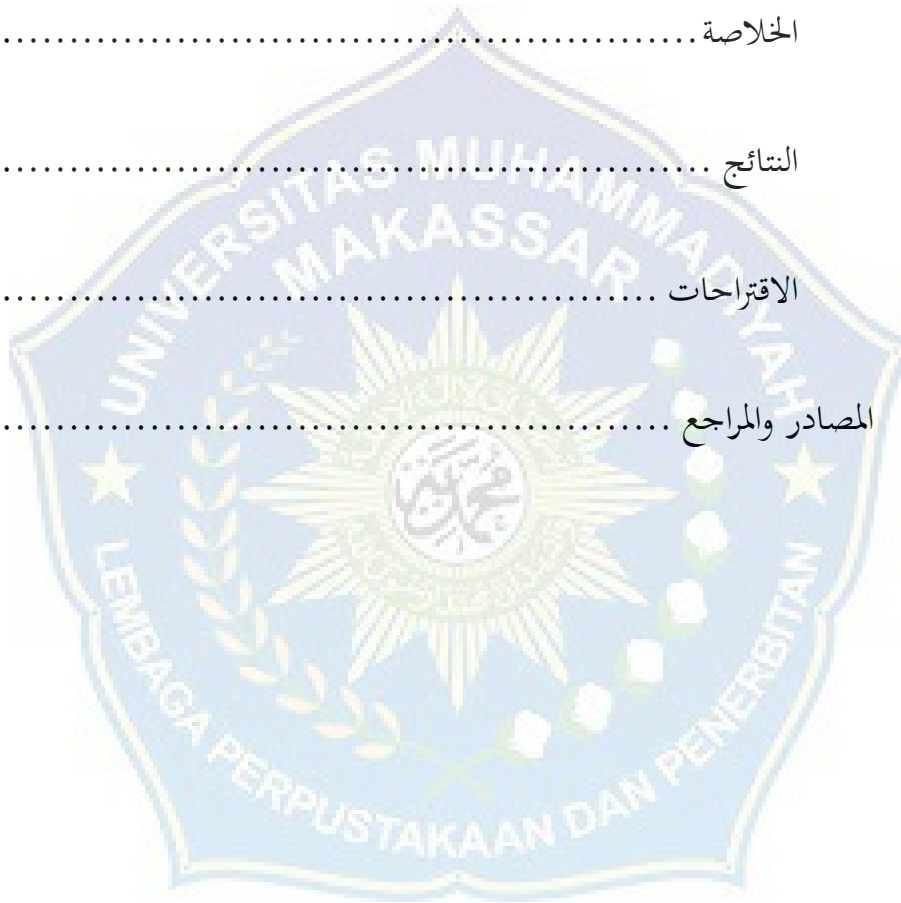 الخلاصة ......................................................
النتائج ......................................................
الاقتراحات ..................................................
المصادر والمراجع ..................................................
UNIVERSITAS MUHAMMADIYAH
MAKASSAR
LEMBAGA PERPUSTAKAAN DAN PENERBITAN